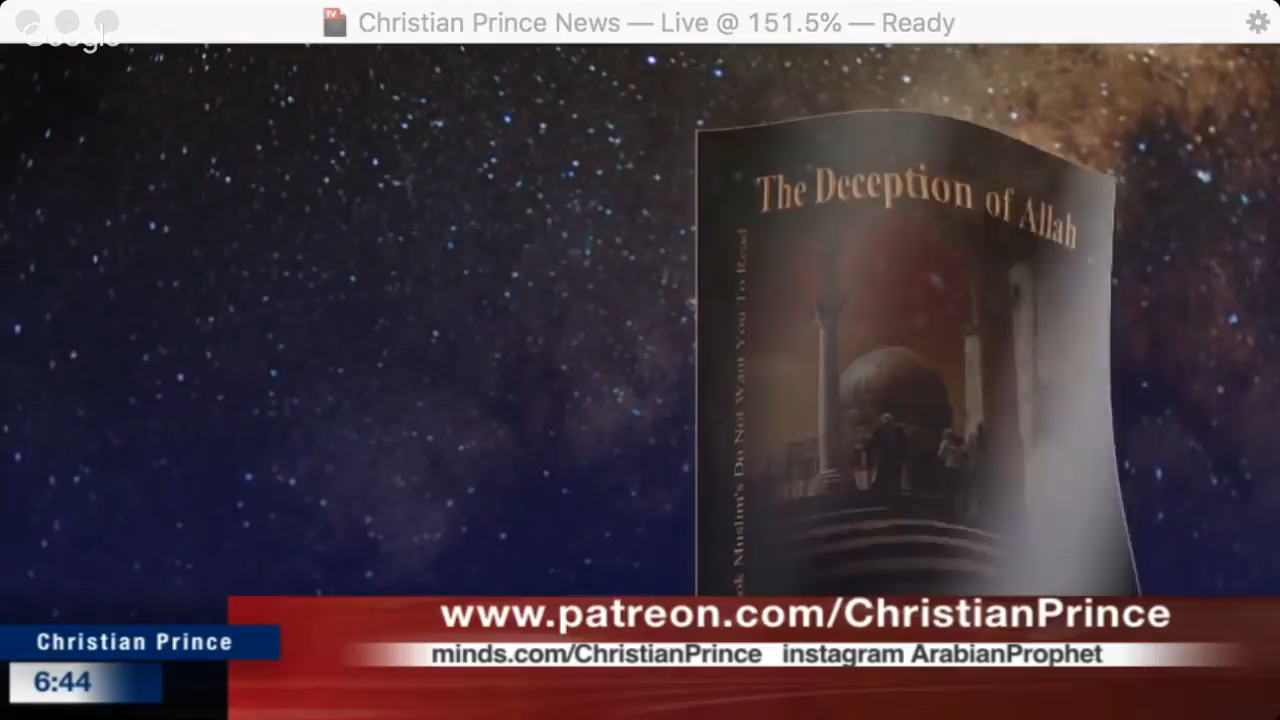 Christian Prince News — Live @ 151.5% — Ready
Google
The Deception of Allah
Muslim's Do Not Want You To Read
www.patreon.com/ChristianPrince
Christian Prince
minds.com/ChristianPrince instagram ArabianProphet
6:44